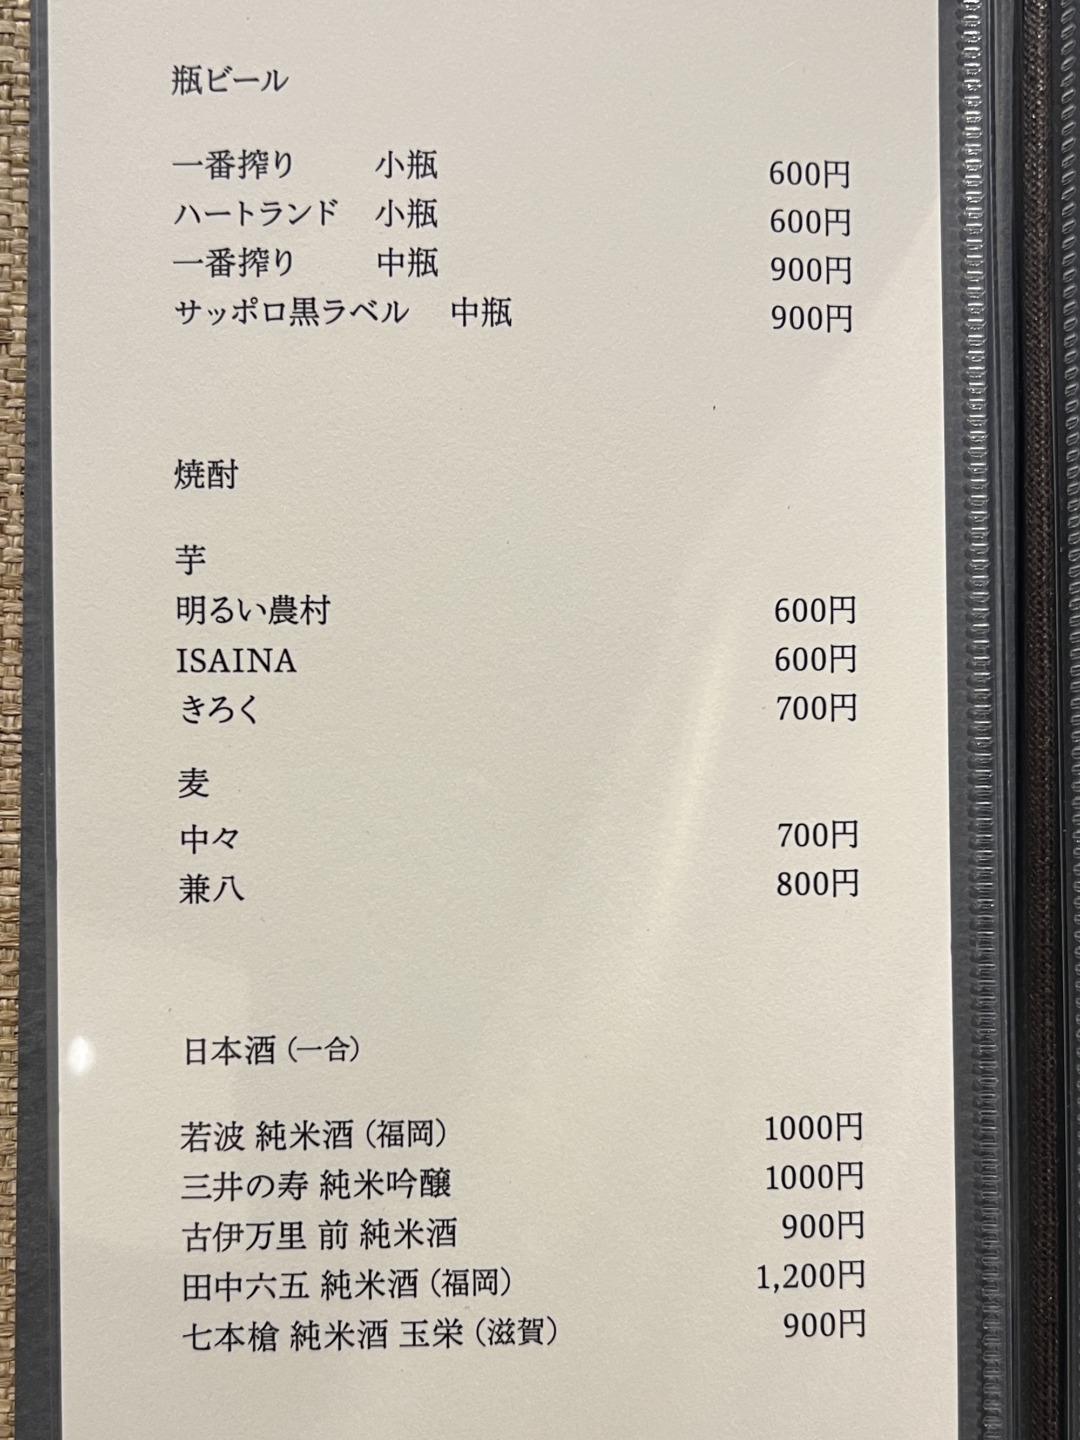 瓶ビール
一番搾り 小瓶 600円
ハートランド 小瓶 600円
一番搾り 中瓶 900円
サッポロ黒ラベル 中瓶 900円
焼酎
芋
明るい農村 600円
ISAINA 600円
きろく 700円
麦
中々 700円
兼八 800円
日本酒（一合）
若波 純米酒（福岡） 1000円
三井の寿 純米吟醸 1000円
古伊万里 前 純米酒 900円
田中六五 純米酒（福岡） 1,200円
七本槍 純米酒 玉栄（滋賀） 900円